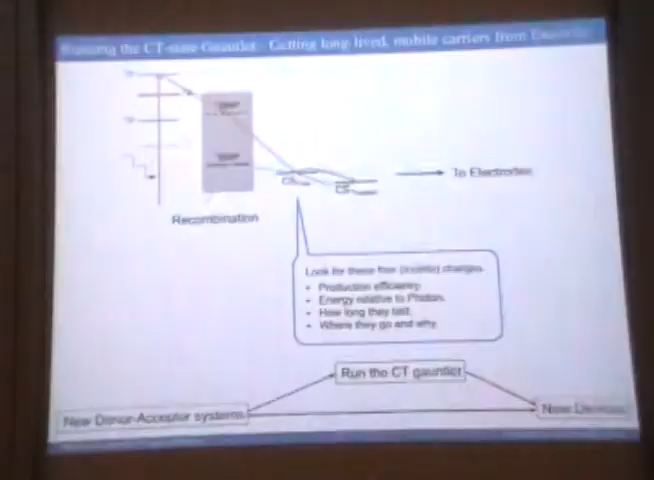 Running the CT-state Gauntlet  Getting long lived, mobile carriers from Excitons
To Electrodes
Recombination
Look for these free (mobile) charges.
• Production efficiency
• Energy relative to Photon.
• How long they last.
• Where they go and why.
Run the CT gauntlet
New Donor-Acceptor systems
New Devices